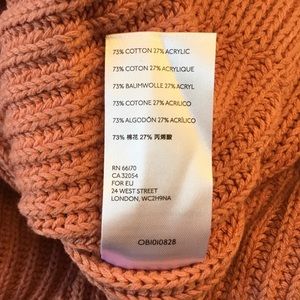 73% COTTON 27% ACRYLIC
73% COTON 27% ACRYLIQUE
73% BAUMWOLLE 27% ACRYL
73% COTONE 27% ACRILICO
73% ALGODÓN 27% ACRÍLICO
73% 棉花 27% 丙烯酸
RN 66170
CA 32054
FOR EU
24 WEST STREET
LONDON, WC2H9NA
OB1010828